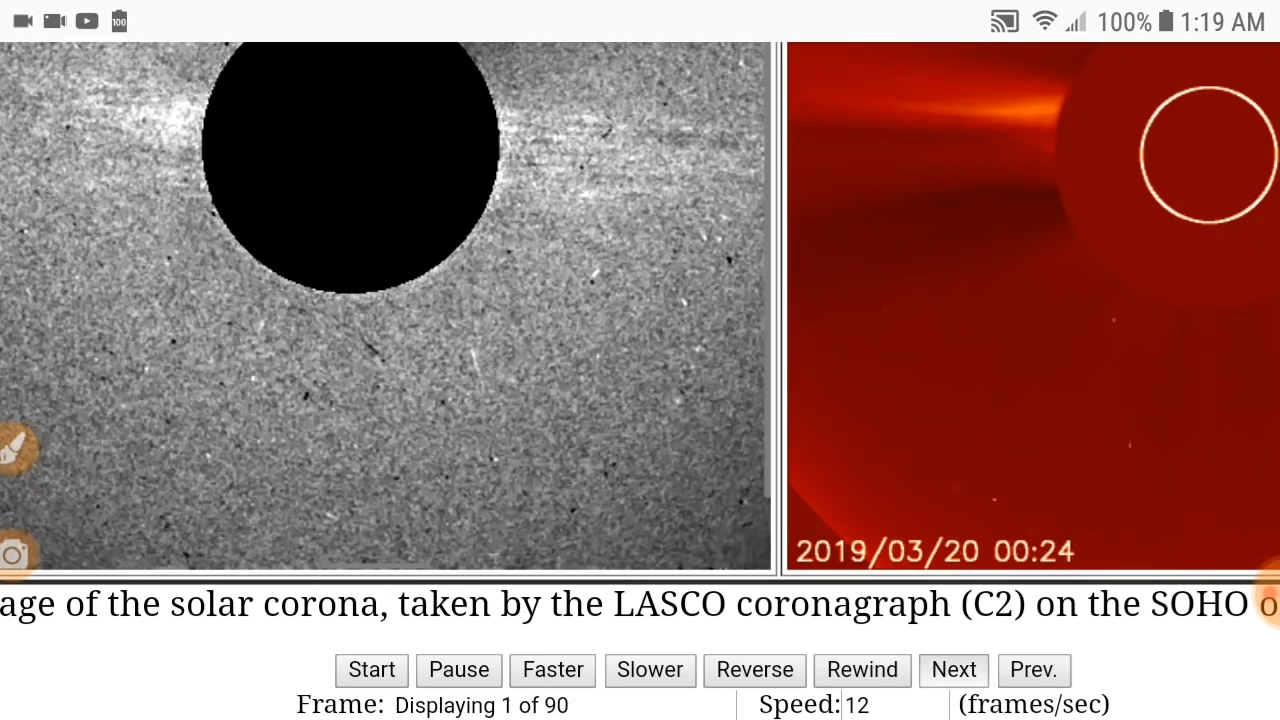 100% 1:19 AM
100
2019/03/20 00:24
age of the solar corona, taken by the LASCO coronagraph (C2) on the SOHO o
Start Pause Faster Slower Reverse Rewind Next Prev.
Frame: Displaying 1 of 90 Speed: 12 (frames/sec)